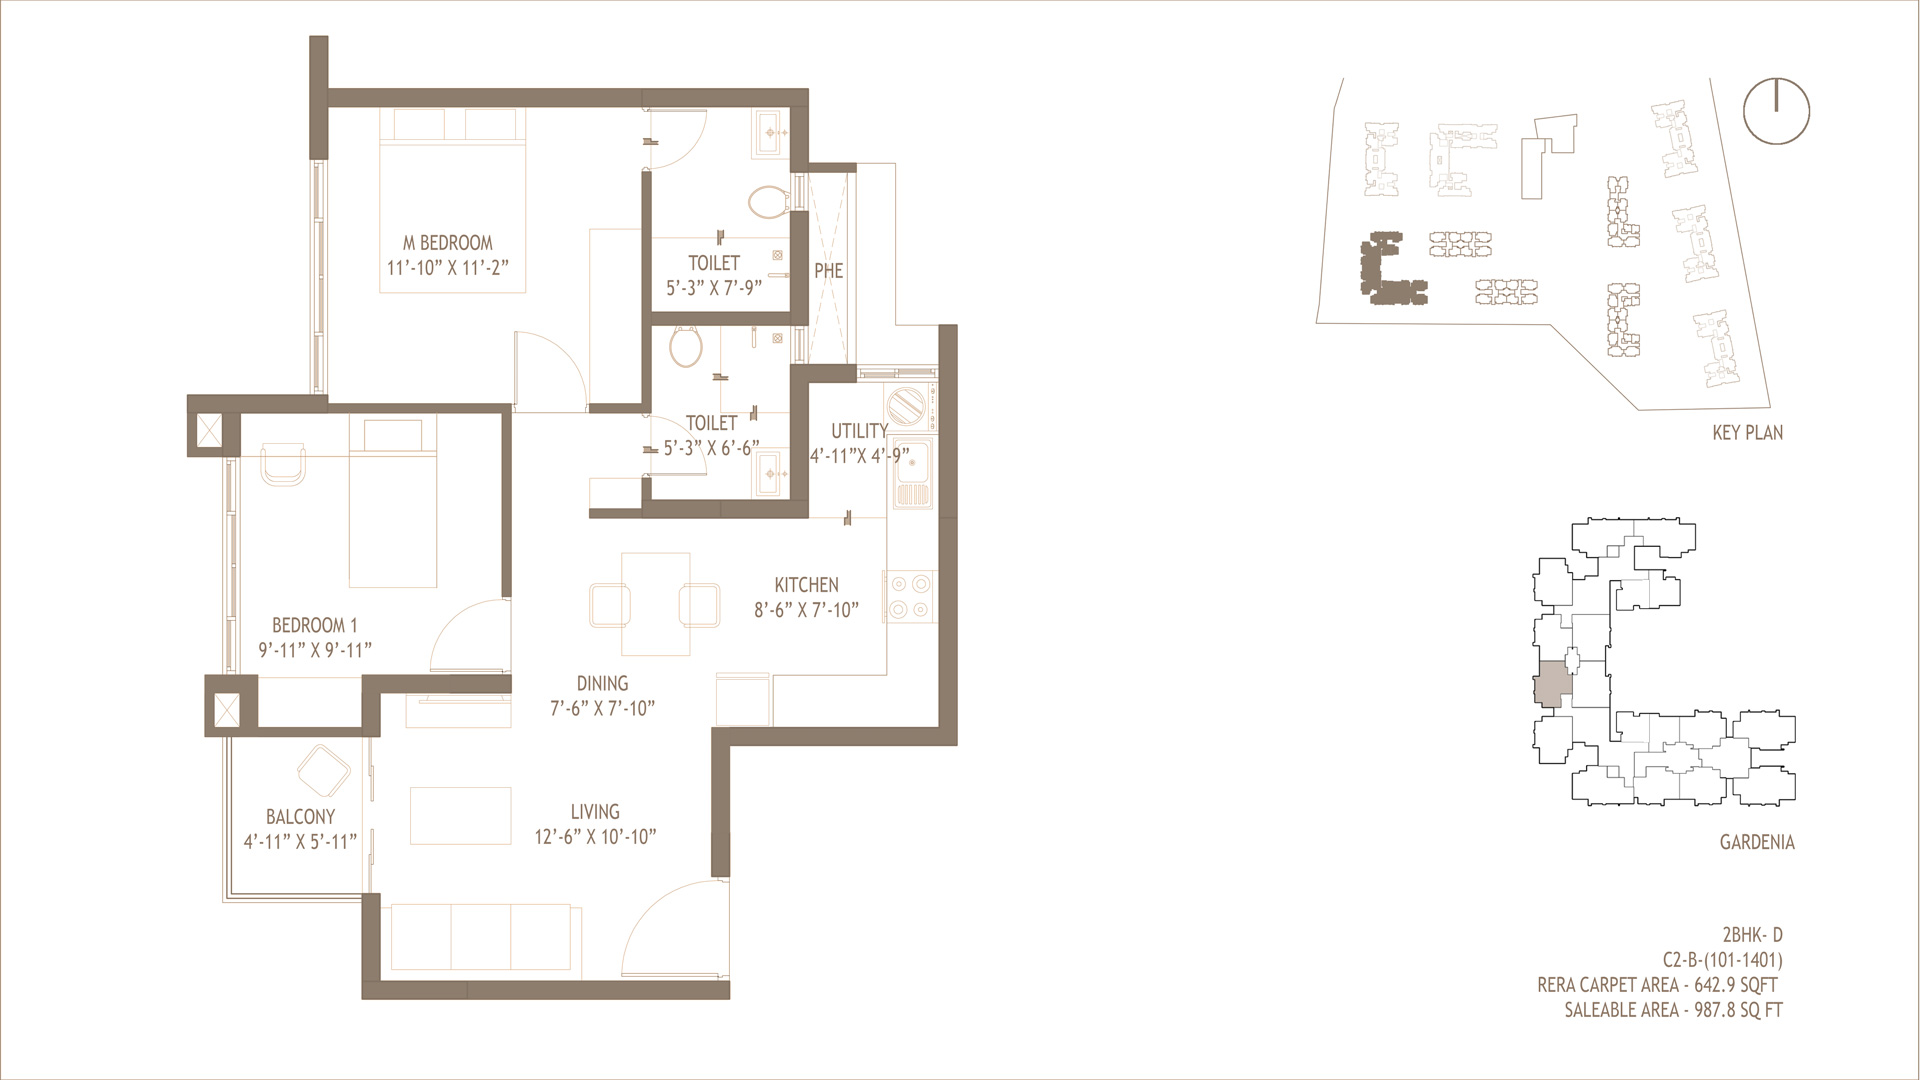 M BEDROOM
11’-10” X 11’-2”
TOILET
5’-3” X 7’-9”
PHE
TOILET
5’-3” X 6’-6”
UTILITY
4’-11”X 4’-9”
KITCHEN
8’-6” X 7’-10”
BEDROOM 1
9’-11” X 9’-11”
DINING
7’-6” X 7’-10”
BALCONY
4’-11” X 5’-11”
LIVING
12’-6” X 10’-10”
KEY PLAN
GARDENIA
2BHK- D
C2-B-(101-1401)
RERA CARPET AREA - 642.9 SQFT
SALEABLE AREA - 987.8 SQ FT